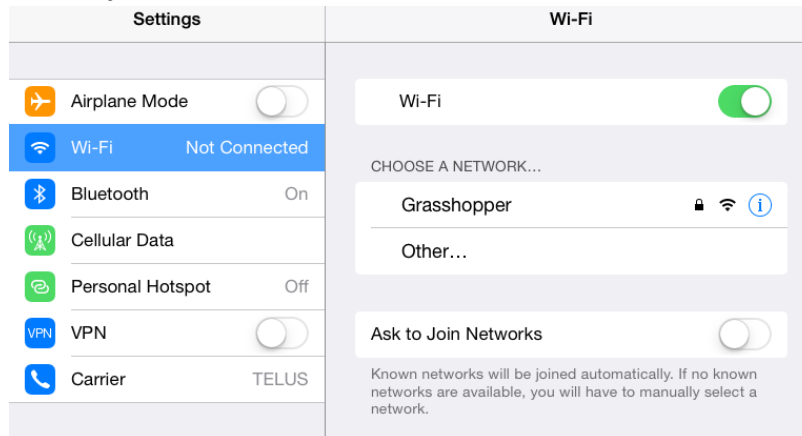 Settings
Airplane Mode
Wi-Fi Not Connected
Bluetooth On
Cellular Data
Personal Hotspot Off
VPN VPN
Carrier TELUS
Wi-Fi
Wi-Fi
CHOOSE A NETWORK...
Grasshopper
Other...
Ask to Join Networks
Known networks will be joined automatically. If no known
networks are available, you will have to manually select a
network.